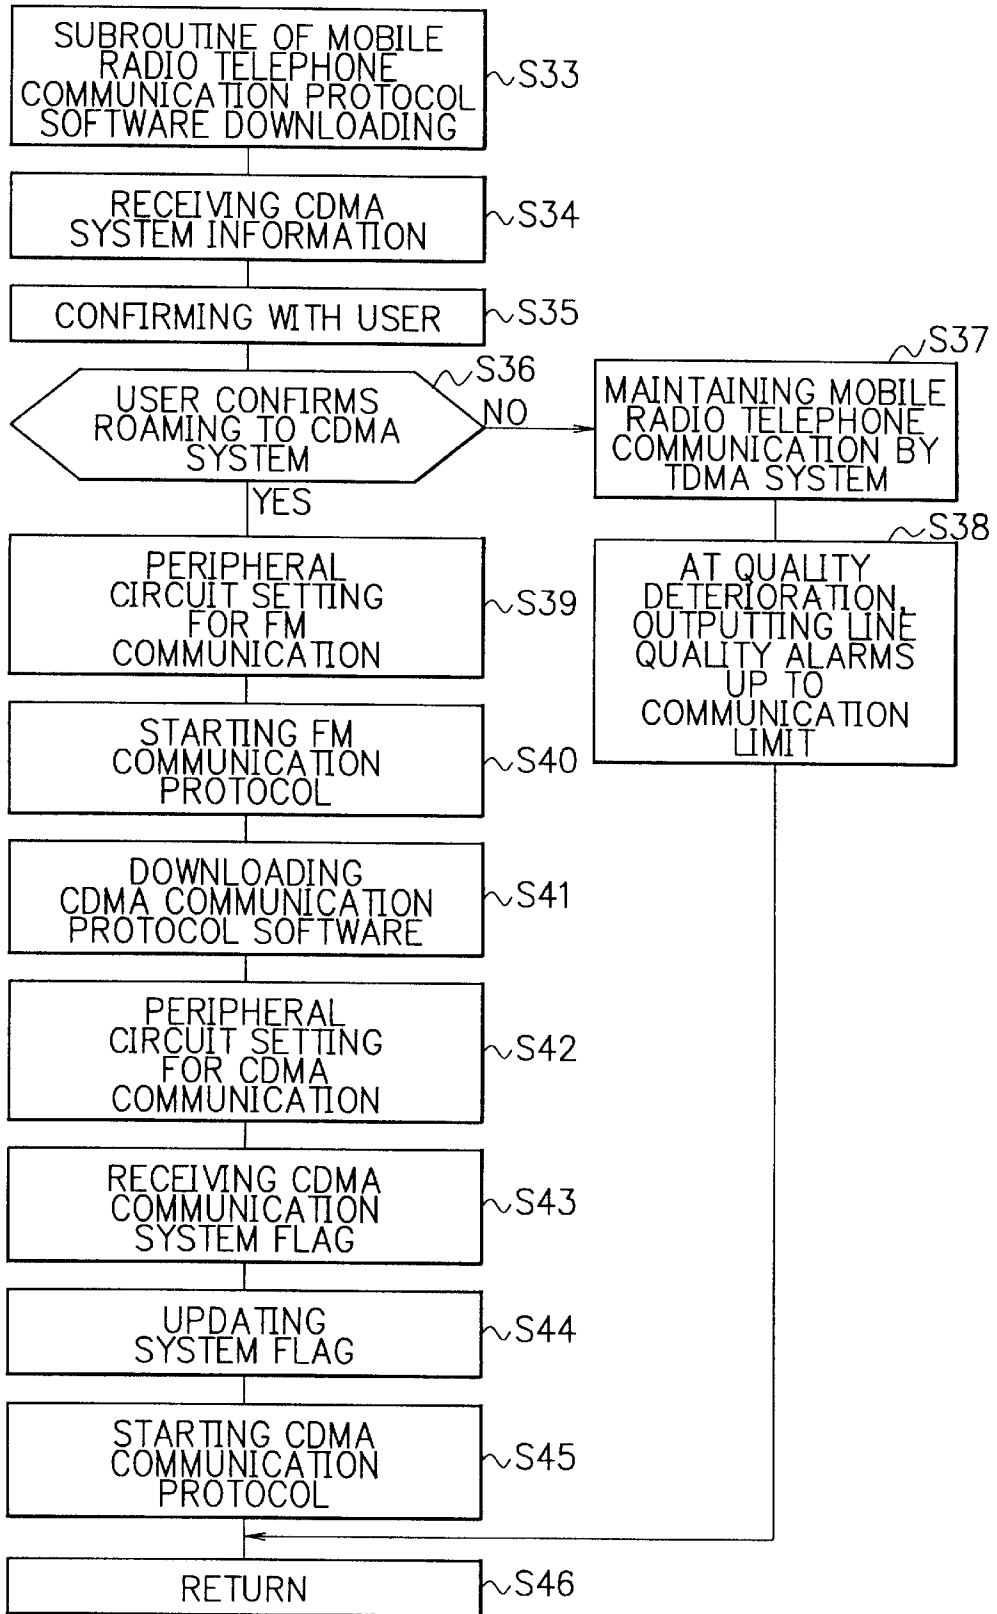 SUBROUTINE OF MOBILE
RADIO TELEPHONE
COMMUNICATION PROTOCOL
SOFTWARE DOWNLOADING
S33
RECEIVING CDMA
SYSTEM INFORMATION
S34
CONFIRMING WITH USER
S35
USER CONFIRMS
ROAMING TO CDMA
SYSTEM
S36
NO
YES
MAINTAINING MOBILE
RADIO TELEPHONE
COMMUNICATION BY
TDMA SYSTEM
S37
AT QUALITY
DETERIORATION,
OUTPUTTING LINE
QUALITY ALARMS
UP TO
COMMUNICATION
LIMIT
S38
PERIPHERAL
CIRCUIT SETTING
FOR FM
COMMUNICATION
S39
STARTING FM
COMMUNICATION
PROTOCOL
S40
DOWNLOADING
CDMA COMMUNICATION
PROTOCOL SOFTWARE
S41
PERIPHERAL
CIRCUIT SETTING
FOR CDMA
COMMUNICATION
S42
RECEIVING CDMA
COMMUNICATION
SYSTEM FLAG
S43
UPDATING
SYSTEM FLAG
S44
STARTING CDMA
COMMUNICATION
PROTOCOL
S45
RETURN
S46